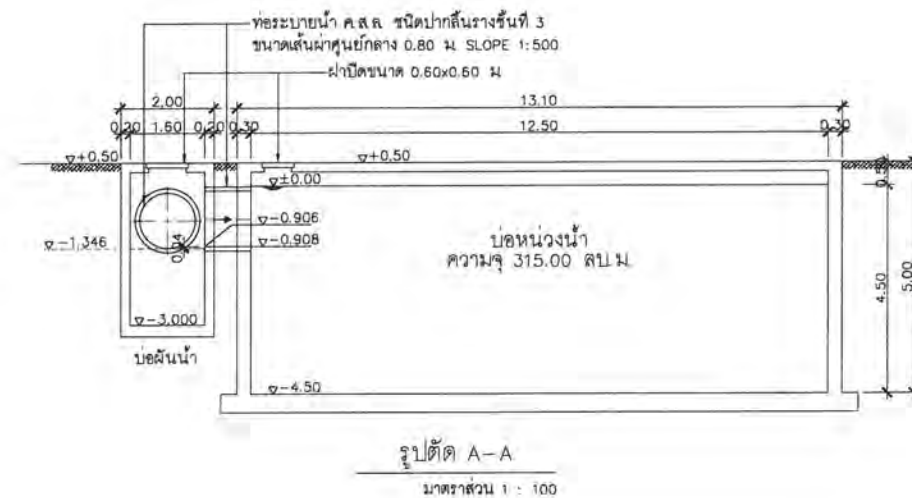 ท่อระบายน้ำ ค.ส.ล. ชนิดปากลิ้นรางชั้นที่ 3
ขนาดเส้นผ่าศูนย์กลาง 0.80 ม. SLOPE 1:500
ฝาปิดขนาด 0.60x0.60 ม.
2.00
13.10
0.20
1.60
0.20
0.30
12.50
0.30
+0.50
+0.50
0.50
±0.00
-0.906
-0.908
-1.346
0.04
บ่อหน่วงน้ำ
ความจุ 315.00 ลบ.ม.
4.50
5.00
-3.000
บ่อผันน้ำ
-4.50
รูปตัด A-A
มาตราส่วน 1 : 100